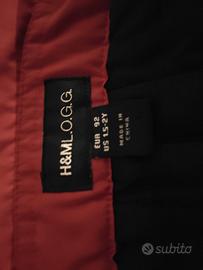 H&M L.O.G.G.
EUR 92
US 1.5-2Y
MADE IN
CHINA
subito